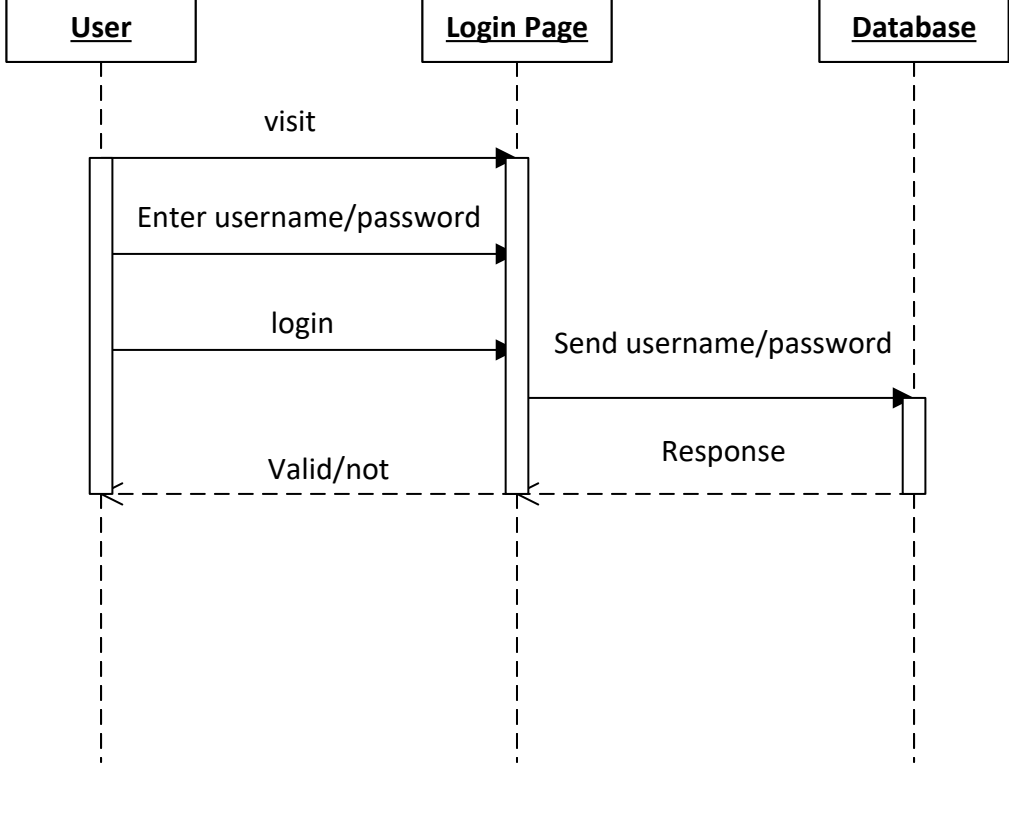 User
Login Page
Database
visit
Enter username/password
login
Send username/password
Response
Valid/not